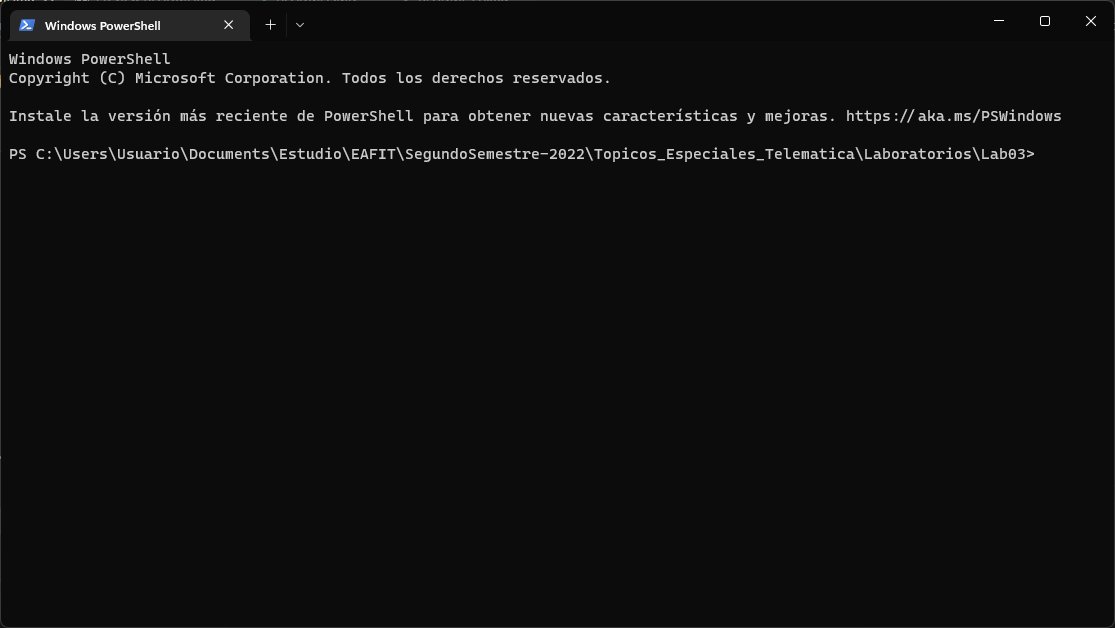 Windows PowerShell
Windows PowerShell
Copyright (C) Microsoft Corporation. Todos los derechos reservados.
Instale la versión más reciente de PowerShell para obtener nuevas características y mejoras. https://aka.ms/PSWindows
PS C:\Users\Usuario\Documents\Estudio\EAFIT\SegundoSemestre-2022\Topicos_Especiales_Telematica\Laboratorios\Lab03>